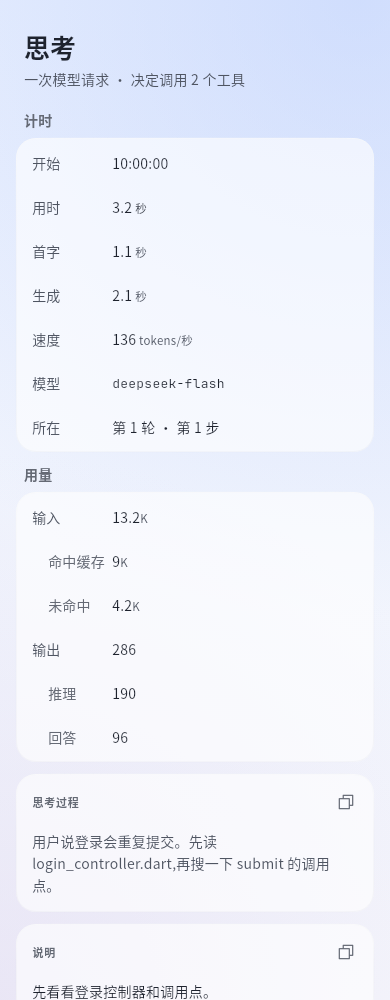 思考
一次模型请求 · 决定调用 2 个工具
计时
开始 10:00:00
用时 3.2 秒
首字 1.1 秒
生成 2.1 秒
速度 136 tokens/秒
模型 deepseek-flash
所在 第 1 轮 · 第 1 步
用量
输入 13.2K
命中缓存 9K
未命中 4.2K
输出 286
推理 190
回答 96
思考过程
用户说登录会重复提交。先读
login_controller.dart,再搜一下 submit 的调用
点。
说明
先看看登录控制器和调用点。